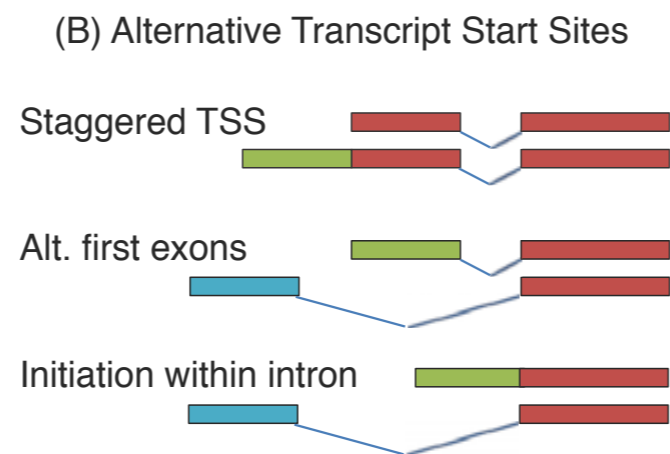 (B) Alternative Transcript Start Sites
Staggered TSS
Alt. first exons
Initiation within intron